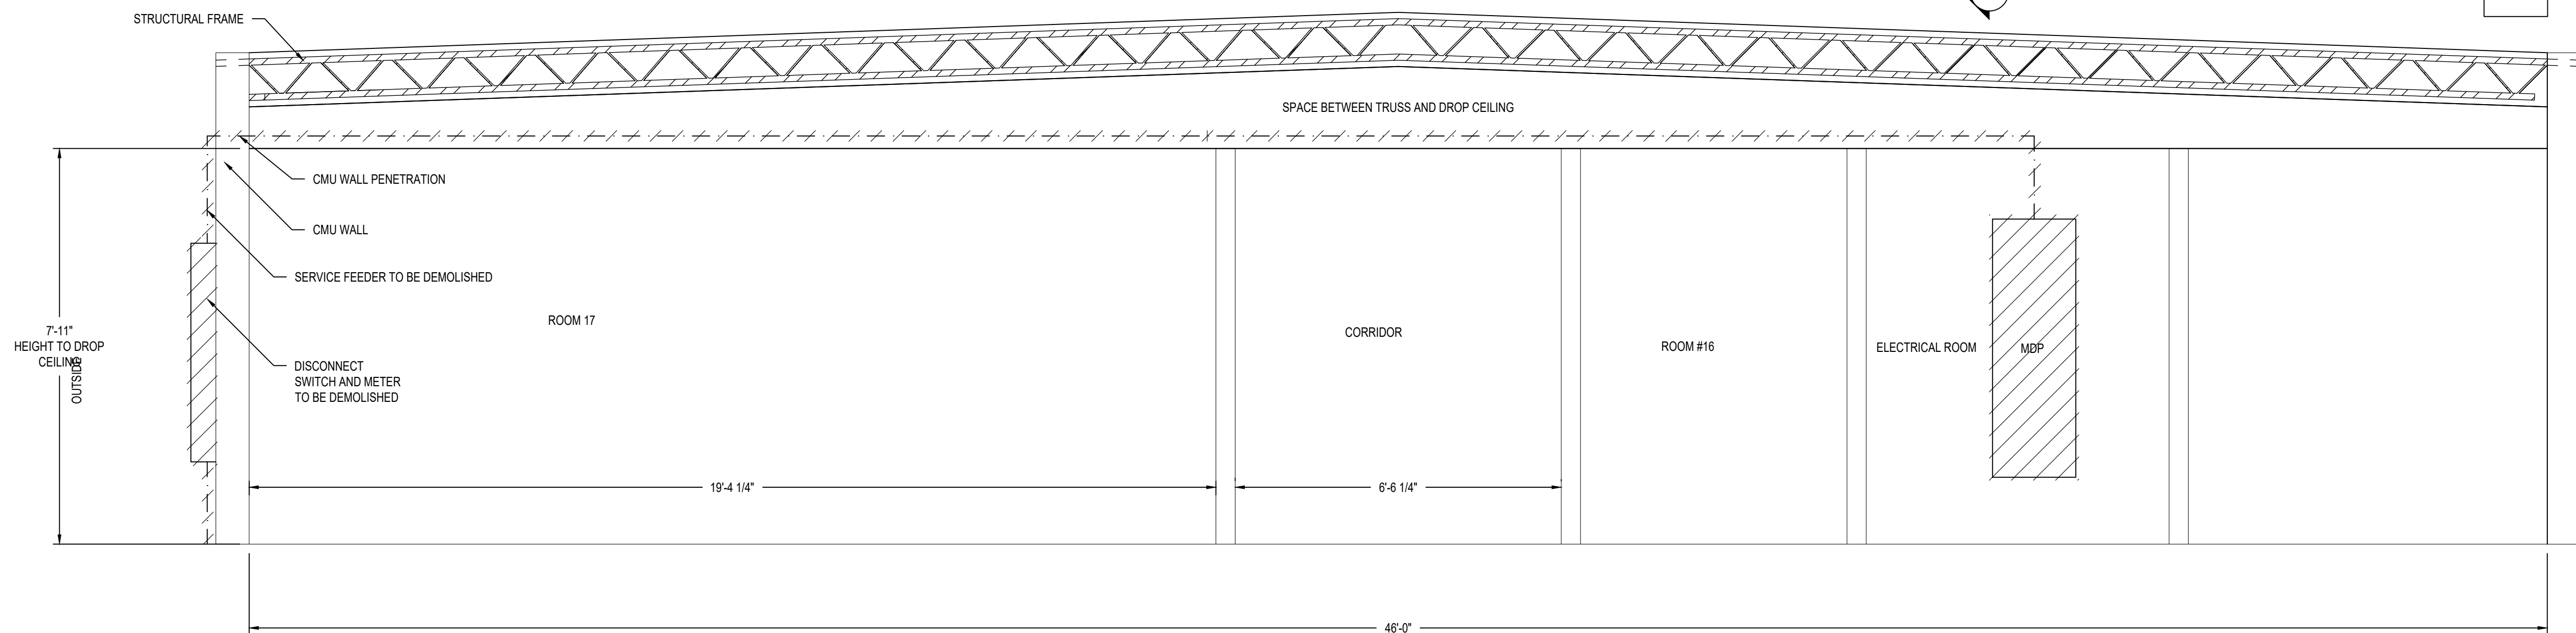 STRUCTURAL FRAME
SPACE BETWEEN TRUSS AND DROP CEILING
CMU WALL PENETRATION
CMU WALL
SERVICE FEEDER TO BE DEMOLISHED
ROOM 17
CORRIDOR
ROOM #16
ELECTRICAL ROOM
MDP
7'-11"
HEIGHT TO DROP
CEILING
OUTSIDE
DISCONNECT
SWITCH AND METER
TO BE DEMOLISHED
19'-4 1/4"
6'-6 1/4"
46'-0"